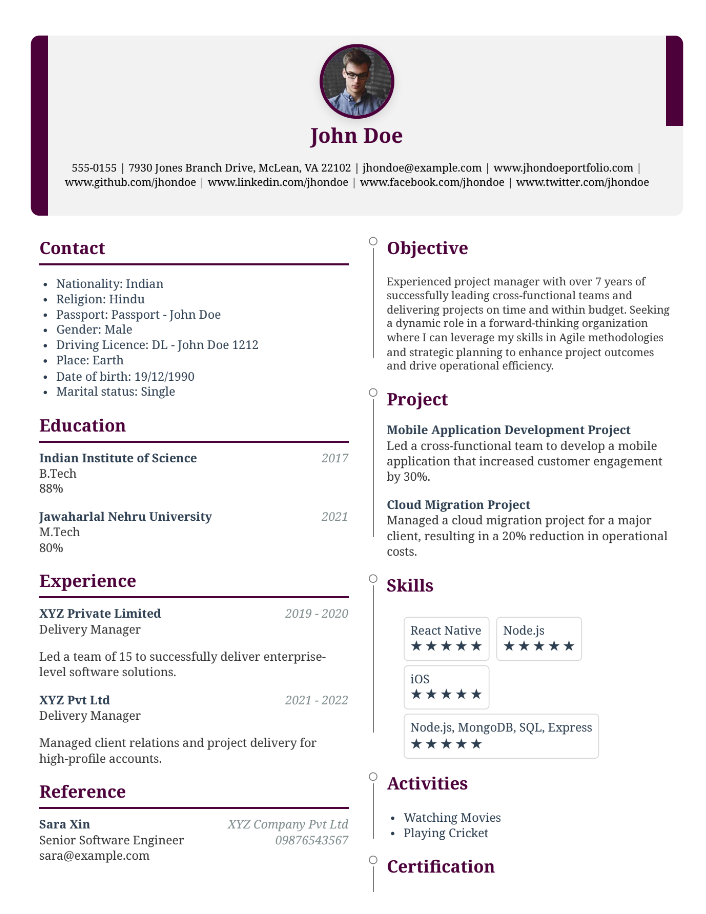 John Doe
555-0155 | 7930 Jones Branch Drive, McLean, VA 22102 | jhondoe@example.com | www.jhondoeportfolio.com |
www.github.com/jhondoe | www.linkedin.com/jhondoe | www.facebook.com/jhondoe | www.twitter.com/jhondoe
Contact
• Nationality: Indian
• Religion: Hindu
• Passport: Passport - John Doe
• Gender: Male
• Driving Licence: DL - John Doe 1212
• Place: Earth
• Date of birth: 19/12/1990
• Marital status: Single
Education
Indian Institute of Science 2017
B.Tech
88%
Jawaharlal Nehru University 2021
M.Tech
80%
Experience
XYZ Private Limited 2019 - 2020
Delivery Manager
Led a team of 15 to successfully deliver enterprise-
level software solutions.
XYZ Pvt Ltd 2021 - 2022
Delivery Manager
Managed client relations and project delivery for
high-profile accounts.
Reference
Sara Xin XYZ Company Pvt Ltd
Senior Software Engineer 09876543567
sara@example.com
Objective
Experienced project manager with over 7 years of
successfully leading cross-functional teams and
delivering projects on time and within budget. Seeking
a dynamic role in a forward-thinking organization
where I can leverage my skills in Agile methodologies
and strategic planning to enhance project outcomes
and drive operational efficiency.
Project
Mobile Application Development Project
Led a cross-functional team to develop a mobile
application that increased customer engagement
by 30%.
Cloud Migration Project
Managed a cloud migration project for a major
client, resulting in a 20% reduction in operational
costs.
Skills
React Native Node.js
★★★★★ ★★★★★
iOS
★★★★★
Node.js, MongoDB, SQL, Express
★★★★★
Activities
• Watching Movies
• Playing Cricket
Certification